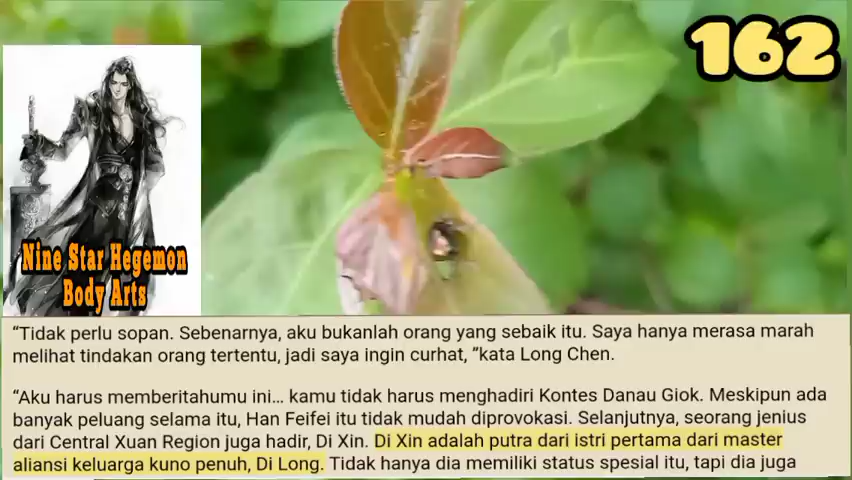 162
Nine Star Hegemon
Body Arts
“Tidak perlu sopan. Sebenarnya, aku bukanlah orang yang sebaik itu. Saya hanya merasa marah
melihat tindakan orang tertentu, jadi saya ingin curhat, “kata Long Chen.
“Aku harus memberitahumu ini… kamu tidak harus menghadiri Kontes Danau Giok. Meskipun ada
banyak peluang selama itu, Han Feifei itu tidak mudah diprovokasi. Selanjutnya, seorang jenius
dari Central Xuan Region juga hadir, Di Xin. Di Xin adalah putra dari istri pertama dari master
aliansi keluarga kuno penuh, Di Long. Tidak hanya dia memiliki status spesial itu, tapi dia juga